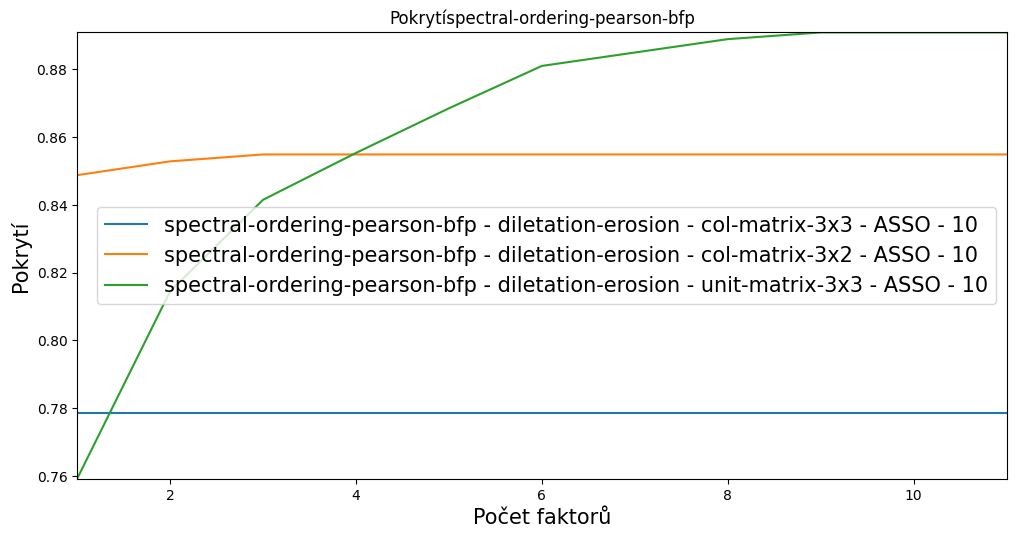 Pokrytíspectral-ordering-pearson-bfp
0.88
0.86
0.84
0.82
0.80
0.78
0.76
Pokrytí
spectral-ordering-pearson-bfp - diletation-erosion - col-matrix-3x3 - ASSO - 10
spectral-ordering-pearson-bfp - diletation-erosion - col-matrix-3x2 - ASSO - 10
spectral-ordering-pearson-bfp - diletation-erosion - unit-matrix-3x3 - ASSO - 10
2 4 6 8 10
Počet faktorů